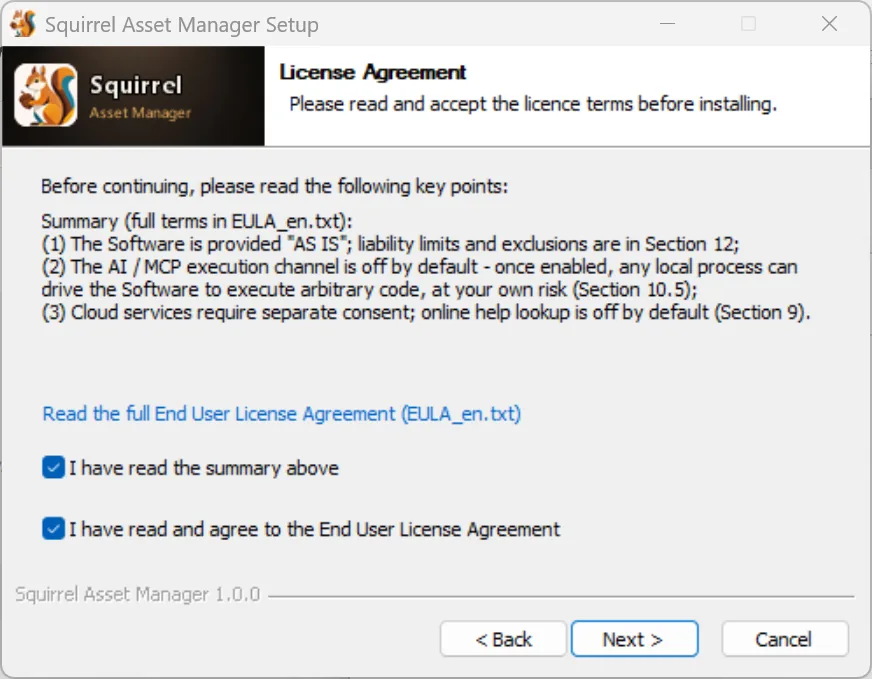 Squirrel Asset Manager Setup
Squirrel
Asset Manager
License Agreement
Please read and accept the licence terms before installing.
Before continuing, please read the following key points:
Summary (full terms in EULA_en.txt):
(1) The Software is provided "AS IS"; liability limits and exclusions are in Section 12;
(2) The AI / MCP execution channel is off by default - once enabled, any local process can
drive the Software to execute arbitrary code, at your own risk (Section 10.5);
(3) Cloud services require separate consent; online help lookup is off by default (Section 9).
Read the full End User License Agreement (EULA_en.txt)
I have read the summary above
I have read and agree to the End User License Agreement
Squirrel Asset Manager 1.0.0
< Back
Next >
Cancel